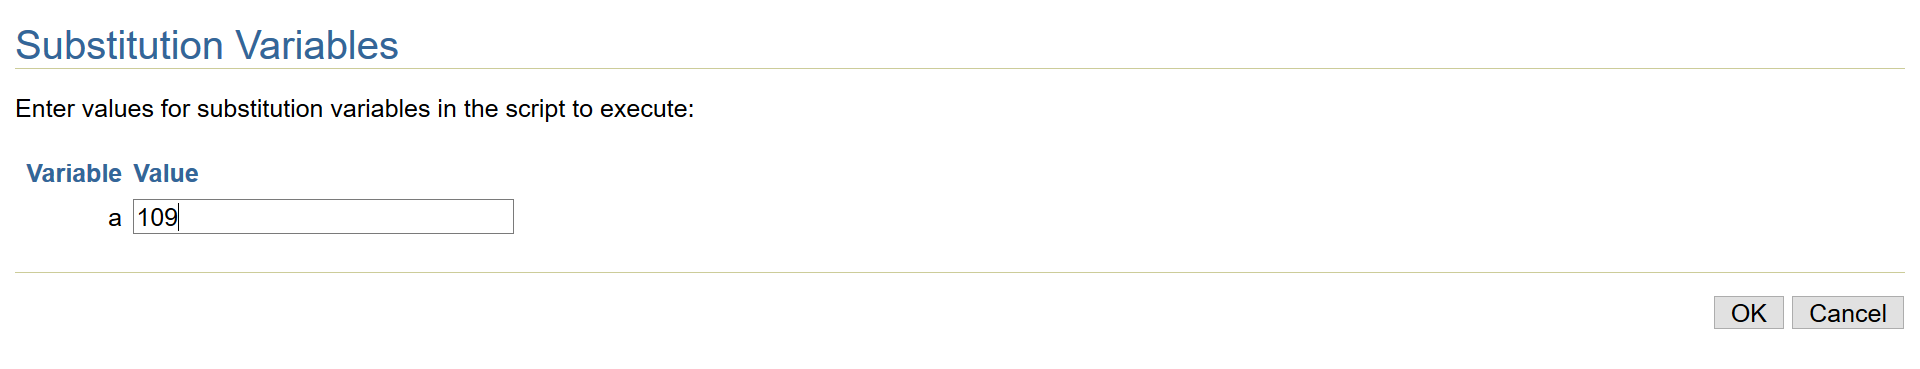 Substitution Variables
Enter values for substitution variables in the script to execute:
Variable Value
a 109
OK Cancel